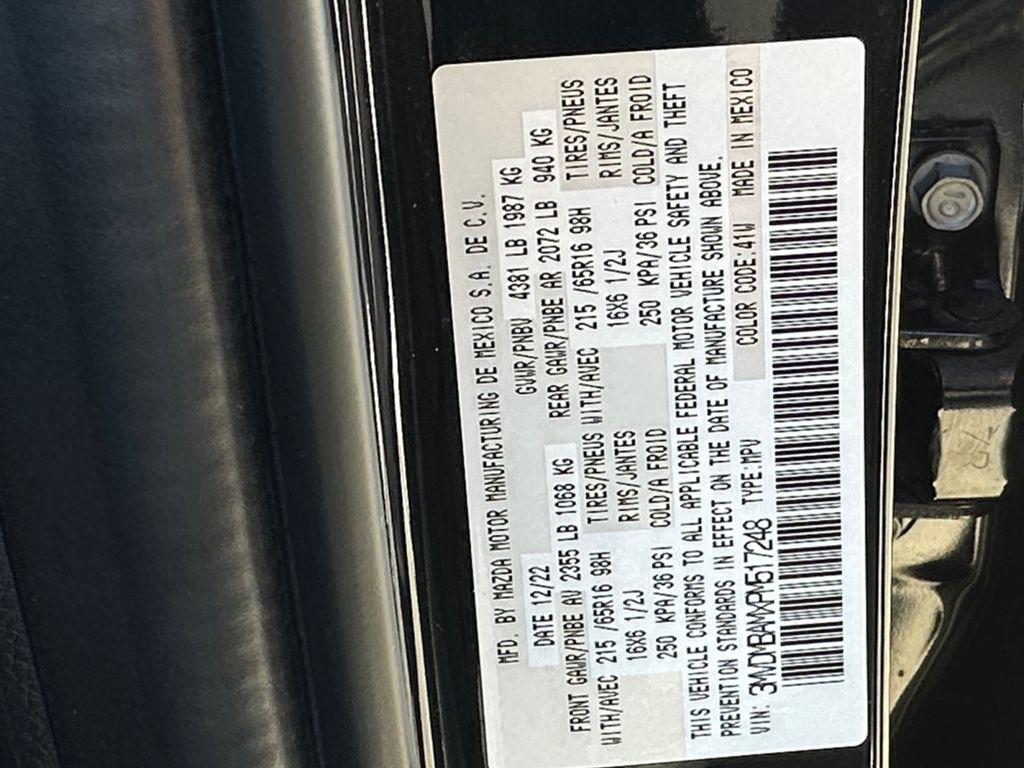 MFD. BY MAZDA MOTOR MANUFACTURING DE MEXICO S.A. DE C.V.
DATE 12/22 GVWR/PNBV 4381 LB 1987 KG
FRONT GAWR/PNBE AV 2355 LB 1068 KG REAR GAWR/PNBE AR 2072 LB 940 KG
WITH/AVEC 215 /65R16 98H TIRES/PNEUS WITH/AVEC 215 /65R16 98H TIRES/PNEUS
16X6 1/2J RIMS/JANTES 16X6 1/2J RIMS/JANTES
250 KPA/36 PSI COLD/A FROID 250 KPA/36 PSI COLD/A FROID
THIS VEHICLE CONFORMS TO ALL APPLICABLE FEDERAL MOTOR VEHICLE SAFETY AND THEFT
PREVENTION STANDARDS IN EFFECT ON THE DATE OF MANUFACTURE SHOWN ABOVE.
VIN: 3MVDMBAMXPM517248 TYPE:MPV COLOR CODE:41W MADE IN MEXICO